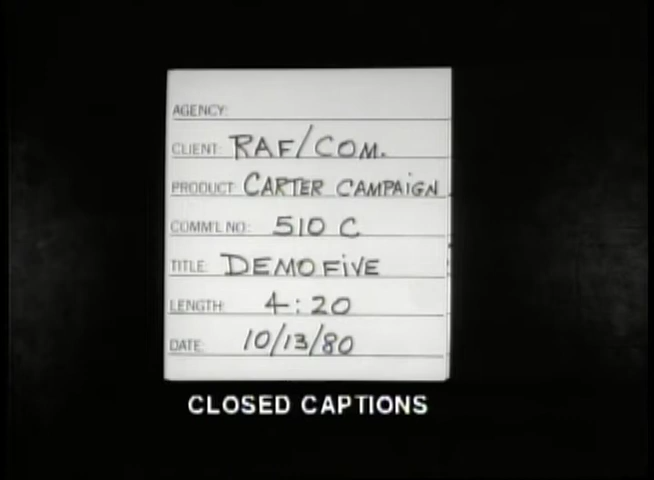 AGENCY:
CLIENT: RAF/COM.
PRODUCT: CARTER CAMPAIGN
COMM'L NO: 510 C
TITLE: DEMO FIVE
LENGTH: 4:20
DATE: 10/13/80
CLOSED CAPTIONS